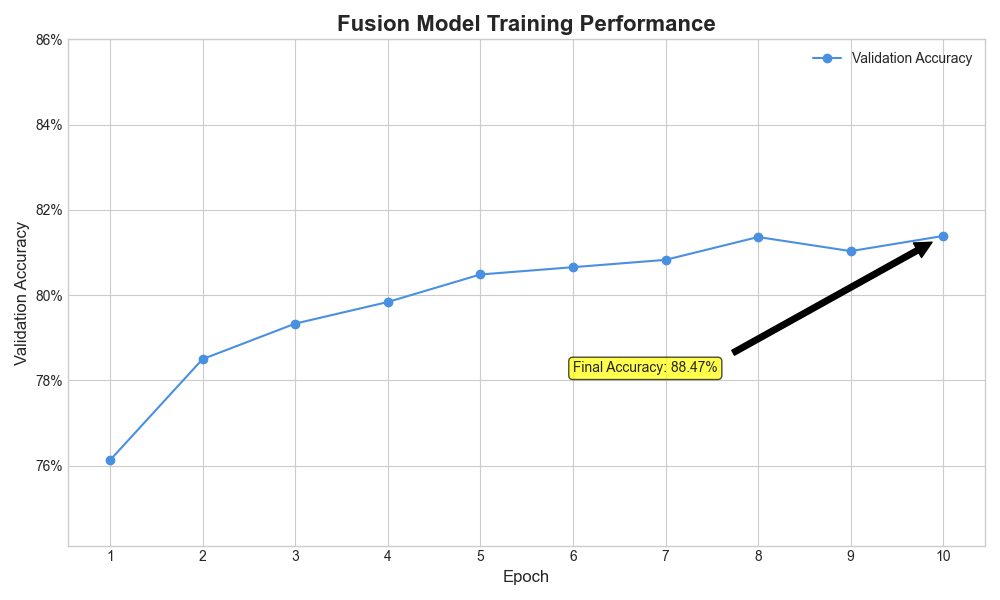 Fusion Model Training Performance
86%
84%
82%
80%
78%
76%
Validation Accuracy
Validation Accuracy
Final Accuracy: 88.47%
1 2 3 4 5 6 7 8 9 10
Epoch